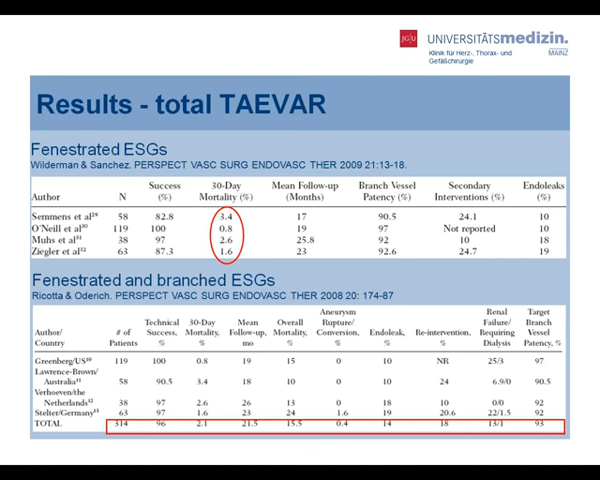 JGU UNIVERSITÄTSmedizin.
MAINZ
Klinik für Herz-, Thorax- und
Gefäßchirurgie
Results - total TAEVAR
Fenestrated ESGs
Wilderman & Sanchez. PERSPECT VASC SURG ENDOVASC THER 2009 21:13-18.
Author N Success (%) 30-Day Mortality (%) Mean Follow-up (Months) Branch Vessel Patency (%) Secondary Interventions (%) Endoleaks (%)
Semmens et al²⁹ 58 82.8 3.4 17 90.5 24.1 10
O'Neill et al³⁰ 119 100 0.8 19 97 Not reported 10
Muhs et al³¹ 38 97 2.6 25.8 92 10 18
Ziegler et al³² 63 87.3 1.6 23 92.6 24.7 19
Fenestrated and branched ESGs
Ricotta & Oderich. PERSPECT VASC SURG ENDOVASC THER 2008 20: 174-87
Author/ Country # of Patients Technical Success, % 30-Day Mortality, % Mean Follow-up, mo Overall Mortality, % Aneurysm Rupture/ Conversion, % Endoleak, % Re-intervention, % Renal Failure/ Requiring Dialysis Target Branch Vessel Patency, %
Greenberg/US¹⁰ 119 100 0.8 19 15 0 10 NR 25/3 97
Lawrence-Brown/
Australia¹¹ 58 90.5 3.4 18 10 0 10 24 6.9/0 90.5
Verhoeven/the
Netherlands¹² 38 97 2.6 26 13 0 18 10 0/0 92
Stelter/Germany¹³ 63 97 1.6 23 24 1.6 19 20.6 22/1.5 92
TOTAL 314 96 2.1 21.5 15.5 0.4 14 18 13/1 93